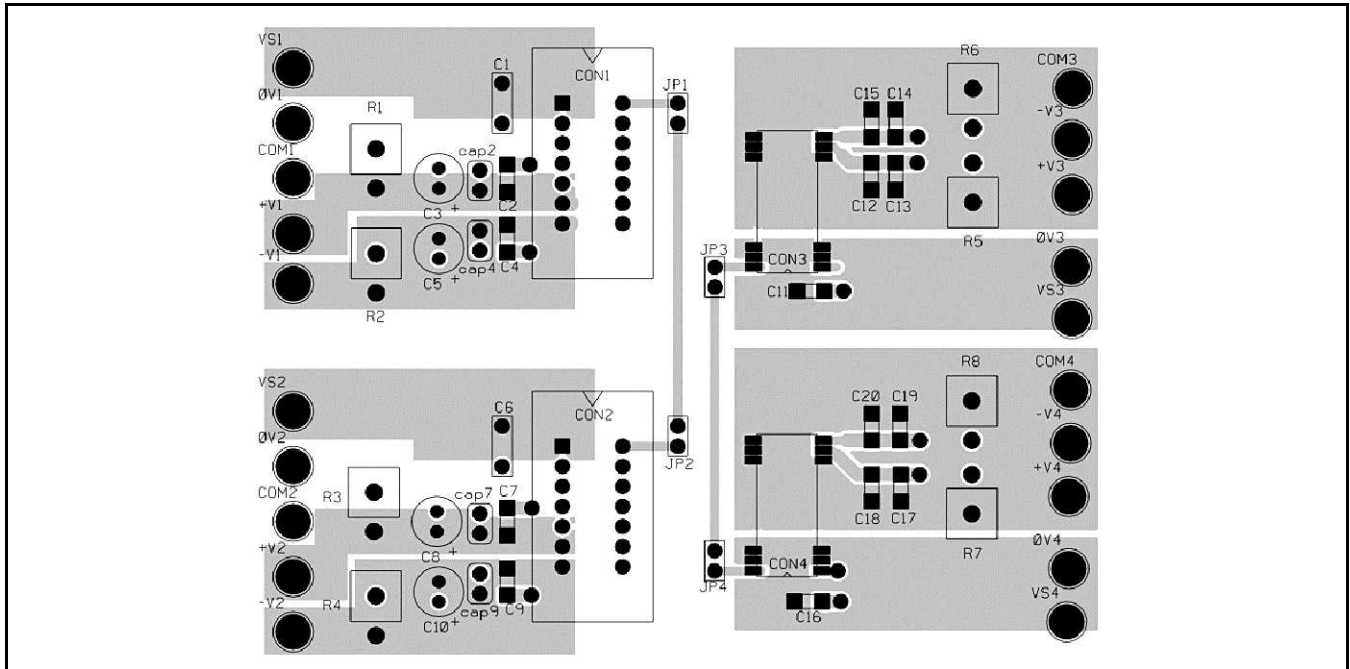 VS1
C1
CON1
JP1
ØV1
R1
COM1
cap2
+V1
C3 +
C2
-V1
cap4
C4
C5 +
R2
R6
COM3
C15 C14
-V3
+V3
C12 C13
R5
ØV3
JP3
CON3
C11
VS3
VS2
C6
CON2
ØV2
JP2
R3
COM2
cap7
C7
+V2
C8 +
-V2
R4
cap9
C9
C10 +
R8
COM4
C20 C19
-V4
+V4
C18 C17
R7
ØV4
CON4
JP4
VS4
C16